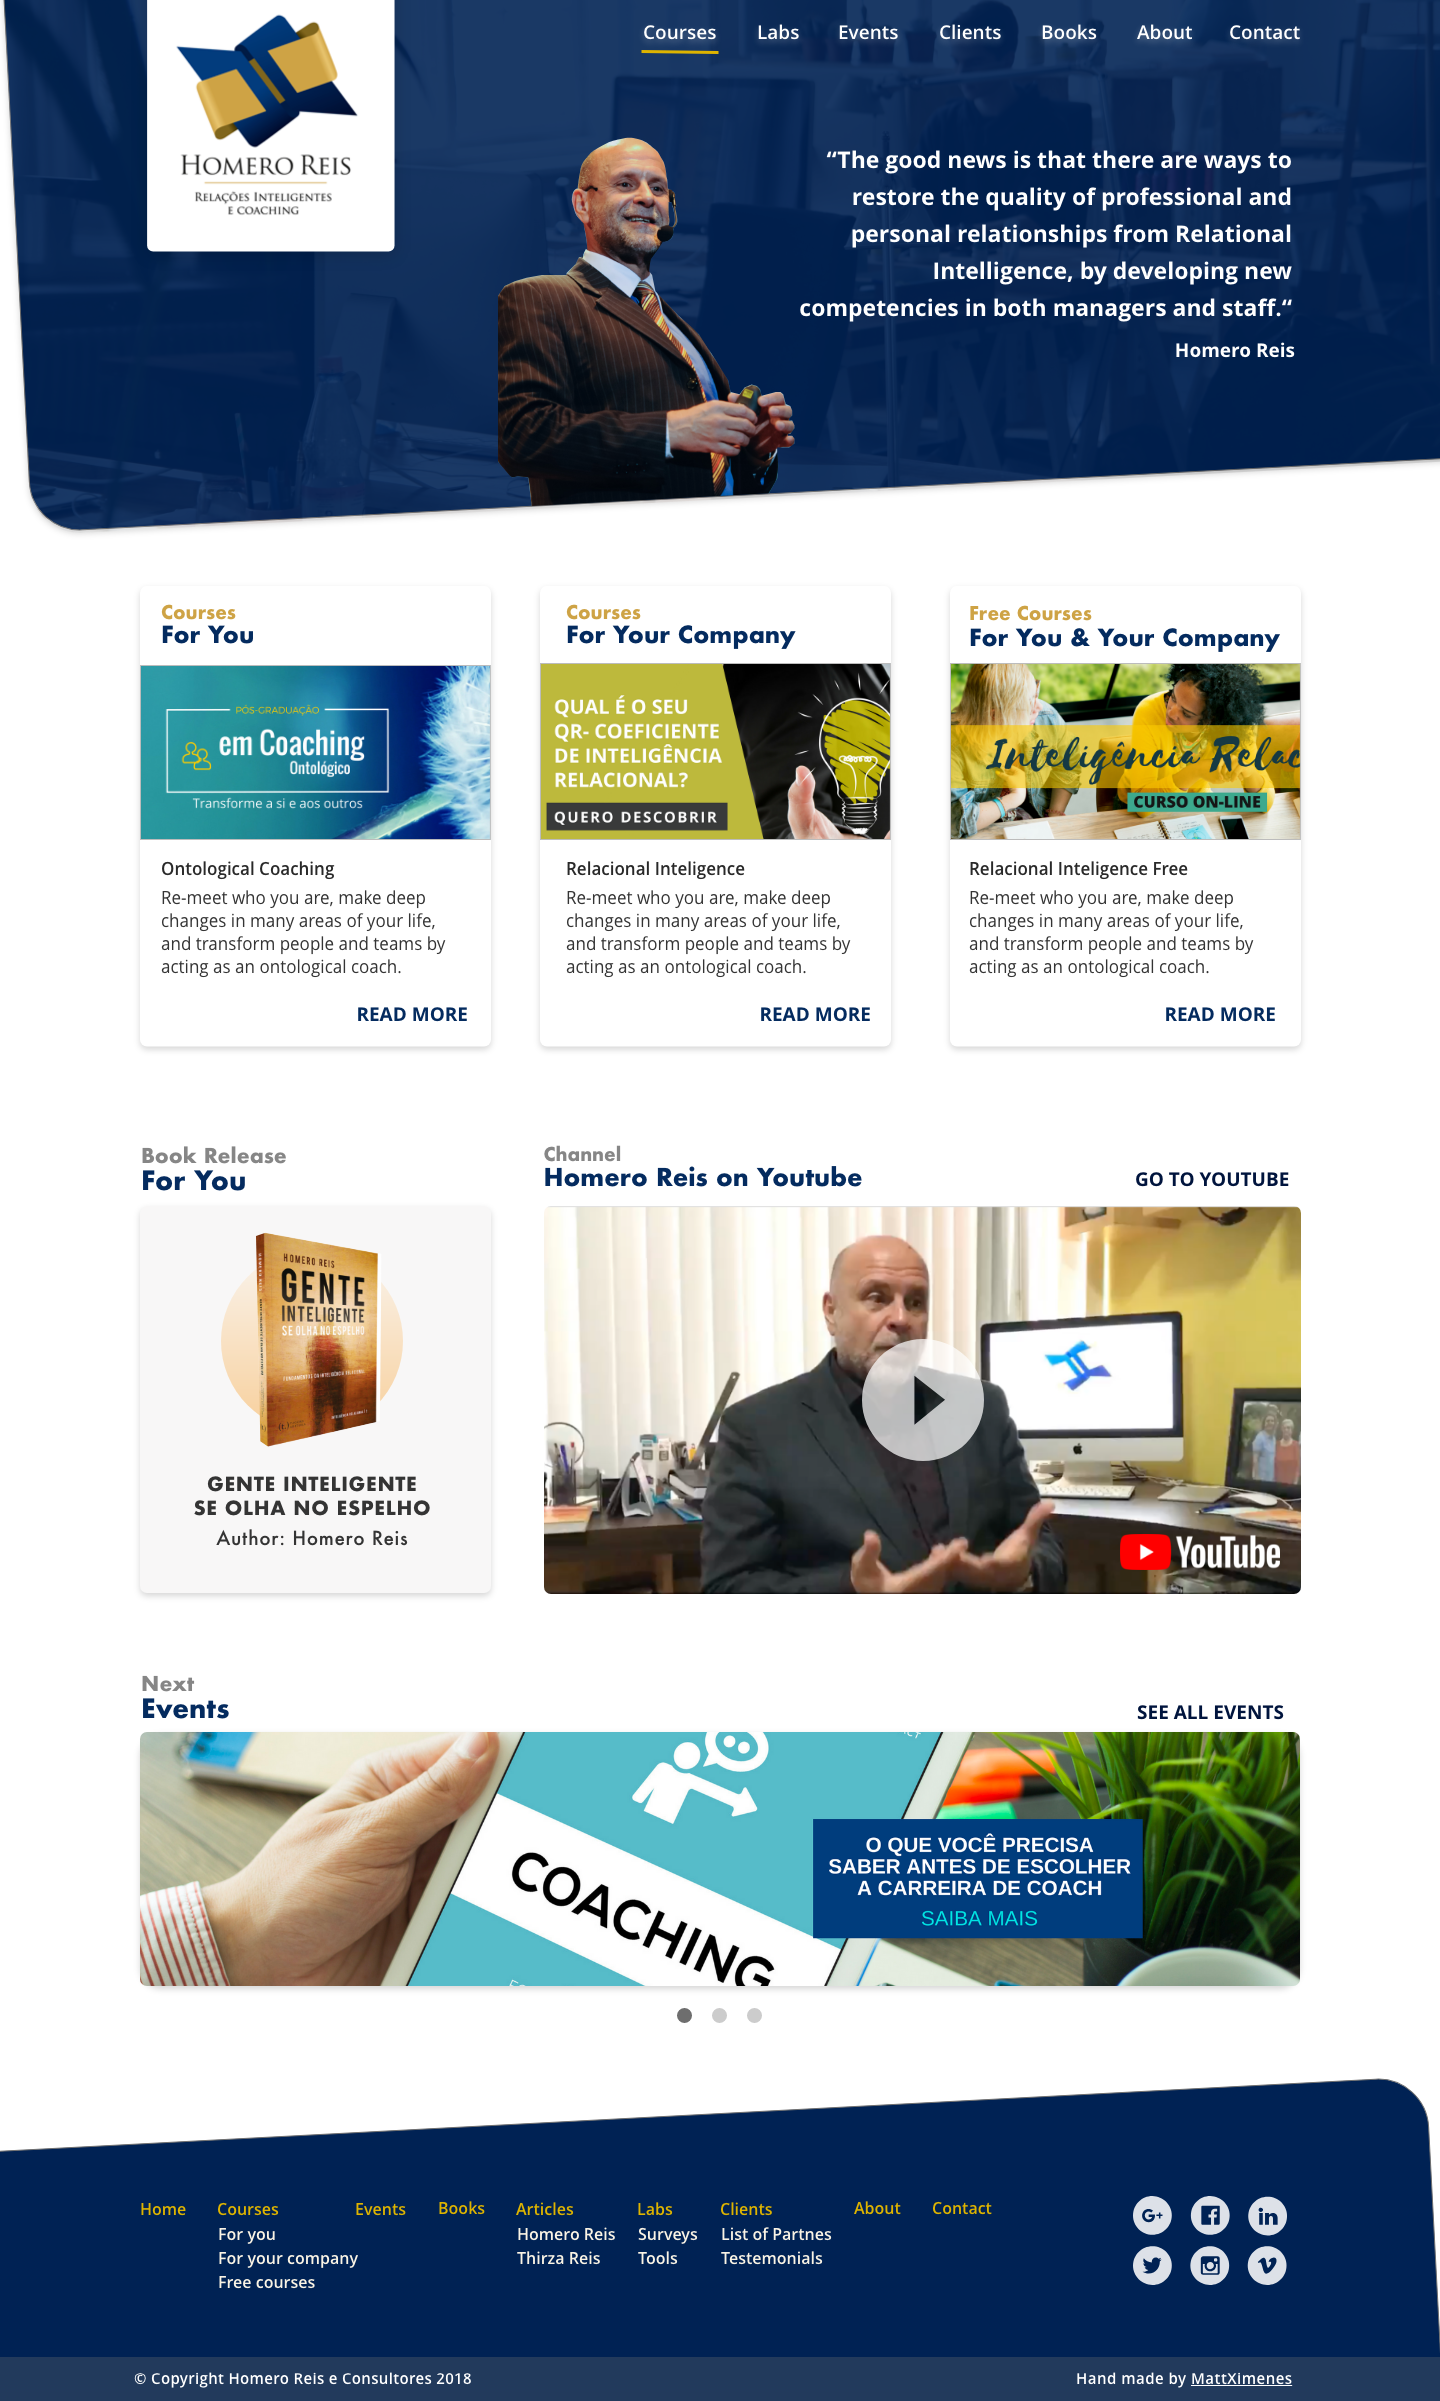 Courses Labs Events Clients Books About Contact
HOMERO REIS
RELAÇÕES INTELIGENTES
E COACHING
“The good news is that there are ways to
restore the quality of professional and
personal relationships from Relational
Intelligence, by developing new
competencies in both managers and staff.“
Homero Reis
Courses
For You
PÓS-GRADUAÇÃO
em Coaching
Ontológico
Transforme a si e aos outros
Ontological Coaching
Re-meet who you are, make deep
changes in many areas of your life,
and transform people and teams by
acting as an ontological coach.
READ MORE
Courses
For Your Company
QUAL É O SEU
QR- COEFICIENTE
DE INTELIGÊNCIA
RELACIONAL?
QUERO DESCOBRIR
Relacional Inteligence
Re-meet who you are, make deep
changes in many areas of your life,
and transform people and teams by
acting as an ontological coach.
READ MORE
Free Courses
For You & Your Company
Inteligência Relac
CURSO ON-LINE
Relacional Inteligence Free
Re-meet who you are, make deep
changes in many areas of your life,
and transform people and teams by
acting as an ontological coach.
READ MORE
Book Release
For You
HOMERO REIS
GENTE
INTELIGENTE
SE OLHA NO ESPELHO
GENTE INTELIGENTE
SE OLHA NO ESPELHO
Author: Homero Reis
Channel
Homero Reis on Youtube
GO TO YOUTUBE
YouTube
Next
Events
SEE ALL EVENTS
COACHING
O QUE VOCÊ PRECISA
SABER ANTES DE ESCOLHER
A CARREIRA DE COACH
SAIBA MAIS
Home
Courses
For you
For your company
Free courses
Events
Books
Articles
Homero Reis
Thirza Reis
Labs
Surveys
Tools
Clients
List of Partnes
Testemonials
About
Contact
G+
in
© Copyright Homero Reis e Consultores 2018
Hand made by MattXimenes